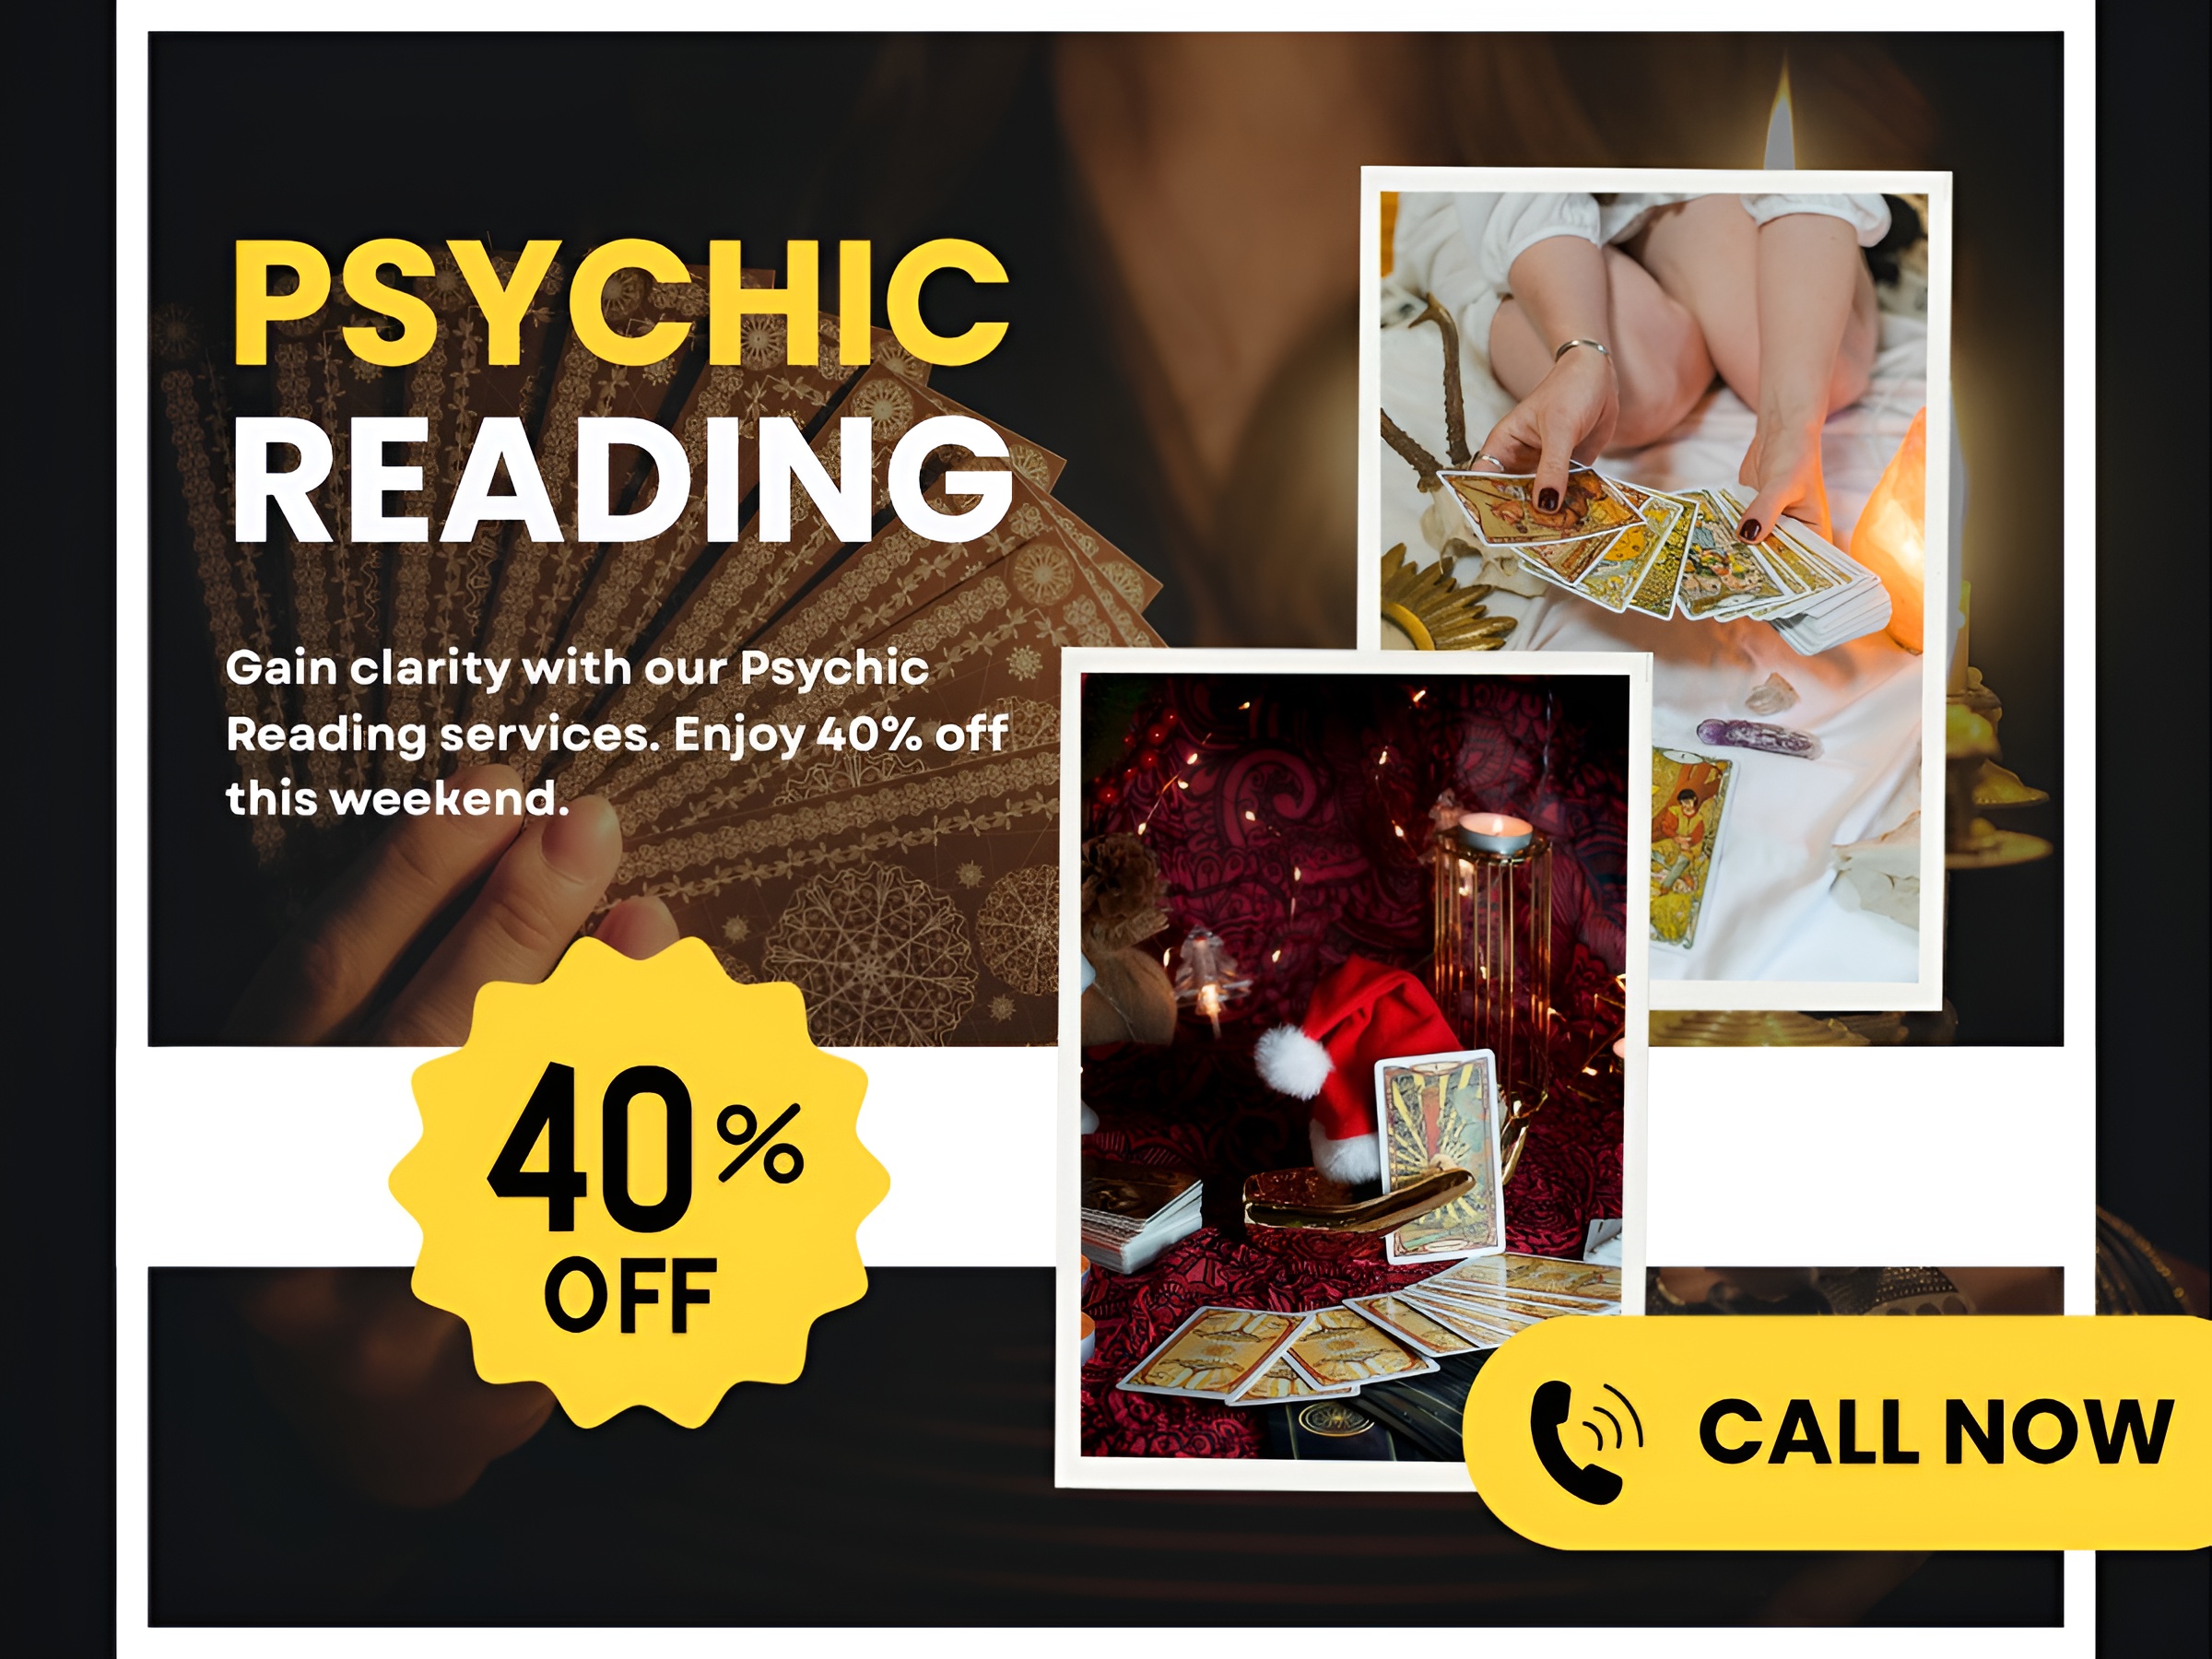 PSYCHIC
READING
Gain clarity with our Psychic
Reading services. Enjoy 40% off
this weekend.
40%
OFF
CALL NOW